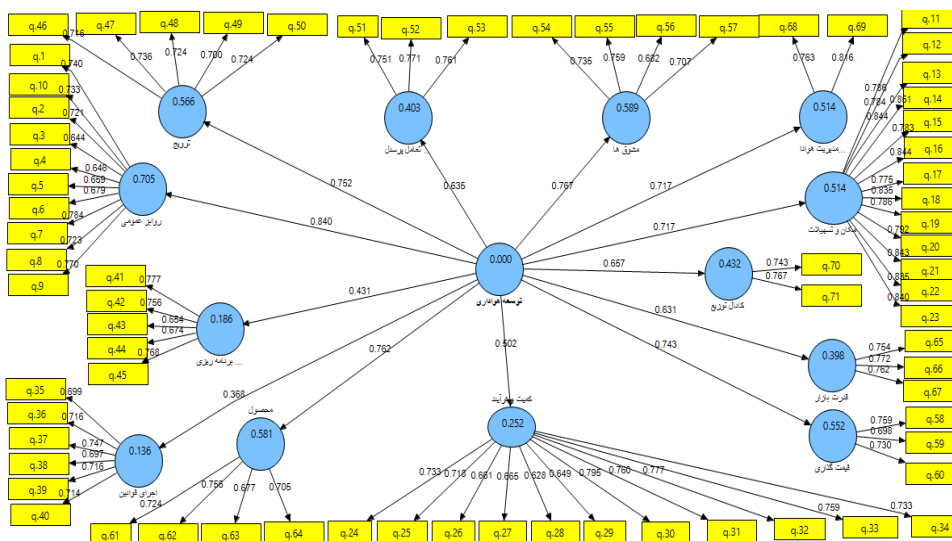 q.46
q.47
q.48
q.49
q.50
0.716
0.736
0.724
0.700
0.724
0.566
ترویج
q.51
q.52
q.53
0.751
0.771
0.761
0.403
تعامل پرسنل ...
q.54
q.55
q.56
q.57
0.735
0.759
0.682
0.707
0.589
مشوق ها
q.68
q.69
0.763
0.816
0.514
مدیریت هوادا...
q.11
q.12
q.13
q.14
q.15
q.16
q.17
q.18
q.19
q.20
q.21
q.22
q.23
0.786
0.784
0.851
0.844
0.783
0.844
0.775
0.835
0.786
0.792
0.843
0.835
0.840
0.514
مکان و تسهیلات
q.1
q.10
q.2
q.3
q.4
q.5
q.6
q.7
q.8
q.9
0.740
0.733
0.721
0.644
0.646
0.659
0.679
0.784
0.723
0.770
0.705
روابز عمومی
0.752
0.635
0.767
0.717
0.717
0.840
0.657
0.431
0.762
0.368
0.502
0.743
0.631
0.000
توسعه هواداری
0.432
کانال توزیع
0.743
0.767
q.70
q.71
q.41
q.42
q.43
q.44
q.45
0.777
0.756
0.654
0.674
0.768
0.186
برنامه ریزی ...
0.398
قدرت بازار
0.754
0.772
0.762
q.65
q.66
q.67
0.552
قیمت گذاری
0.759
0.698
0.730
q.58
q.59
q.60
q.35
q.36
q.37
q.38
q.39
q.40
0.699
0.716
0.747
0.697
0.716
0.714
0.136
اجرای قوانین
محصول
0.581
0.724
0.756
0.677
0.705
q.61
q.62
q.63
q.64
0.252
0.733
0.713
0.661
0.665
0.628
0.649
0.795
0.760
0.777
0.759
0.733
q.24
q.25
q.26
q.27
q.28
q.29
q.30
q.31
q.32
q.33
q.34